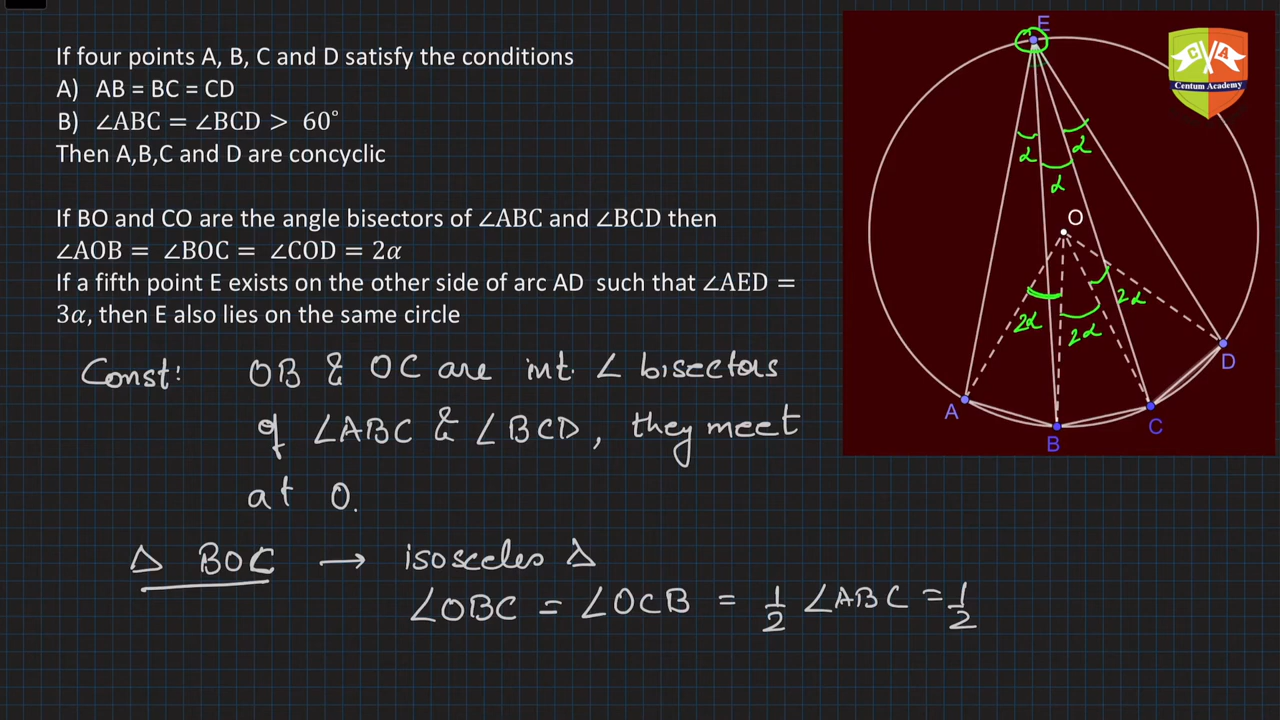 If four points A, B, C and D satisfy the conditions
A) AB = BC = CD
B) ∠ABC = ∠BCD > 60°
Then A,B,C and D are concyclic
If BO and CO are the angle bisectors of ∠ABC and ∠BCD then
∠AOB = ∠BOC = ∠COD = 2α
If a fifth point E exists on the other side of arc AD such that ∠AED =
3α, then E also lies on the same circle
Const: OB & OC are int. ∠ bisectors
of ∠ABC & ∠BCD, they meet
at O.
Δ BOC → isosceles Δ
∠OBC = ∠OCB = 1/2 ∠ABC = 1/2
E
C A
Centum Academy
α α
α
O
2α 2α 2α
D
A
B
C